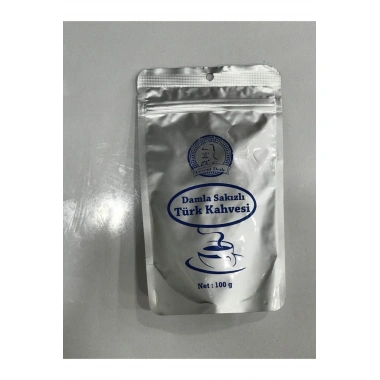 Damla Sakızlı
Türk Kahvesi
Net : 100 g